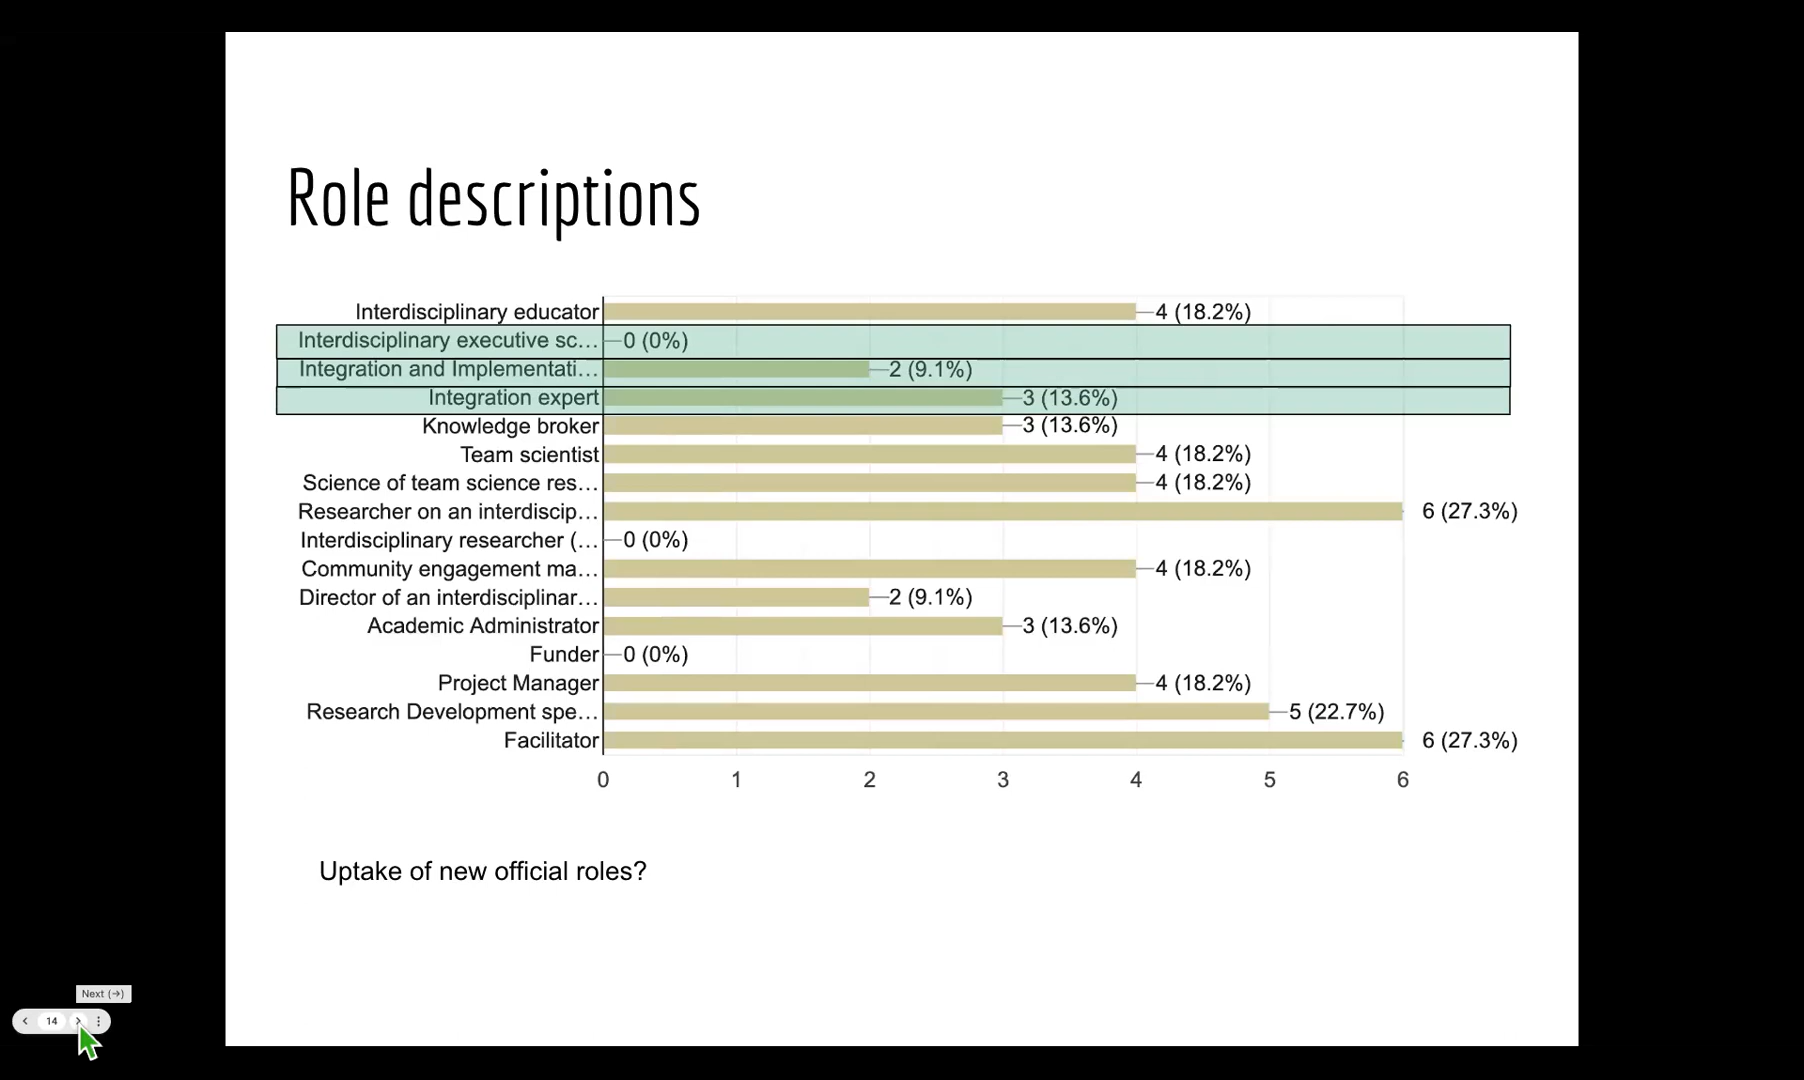 Role descriptions
Interdisciplinary educator 4 (18.2%)
Interdisciplinary executive sc… 0 (0%)
Integration and Implementati… 2 (9.1%)
Integration expert 3 (13.6%)
Knowledge broker 3 (13.6%)
Team scientist 4 (18.2%)
Science of team science res… 4 (18.2%)
Researcher on an interdiscip… 6 (27.3%)
Interdisciplinary researcher (… 0 (0%)
Community engagement ma… 4 (18.2%)
Director of an interdisciplinar… 2 (9.1%)
Academic Administrator 3 (13.6%)
Funder 0 (0%)
Project Manager 4 (18.2%)
Research Development spe… 5 (22.7%)
Facilitator 6 (27.3%)
0 1 2 3 4 5 6
Uptake of new official roles?
Next (→)
14